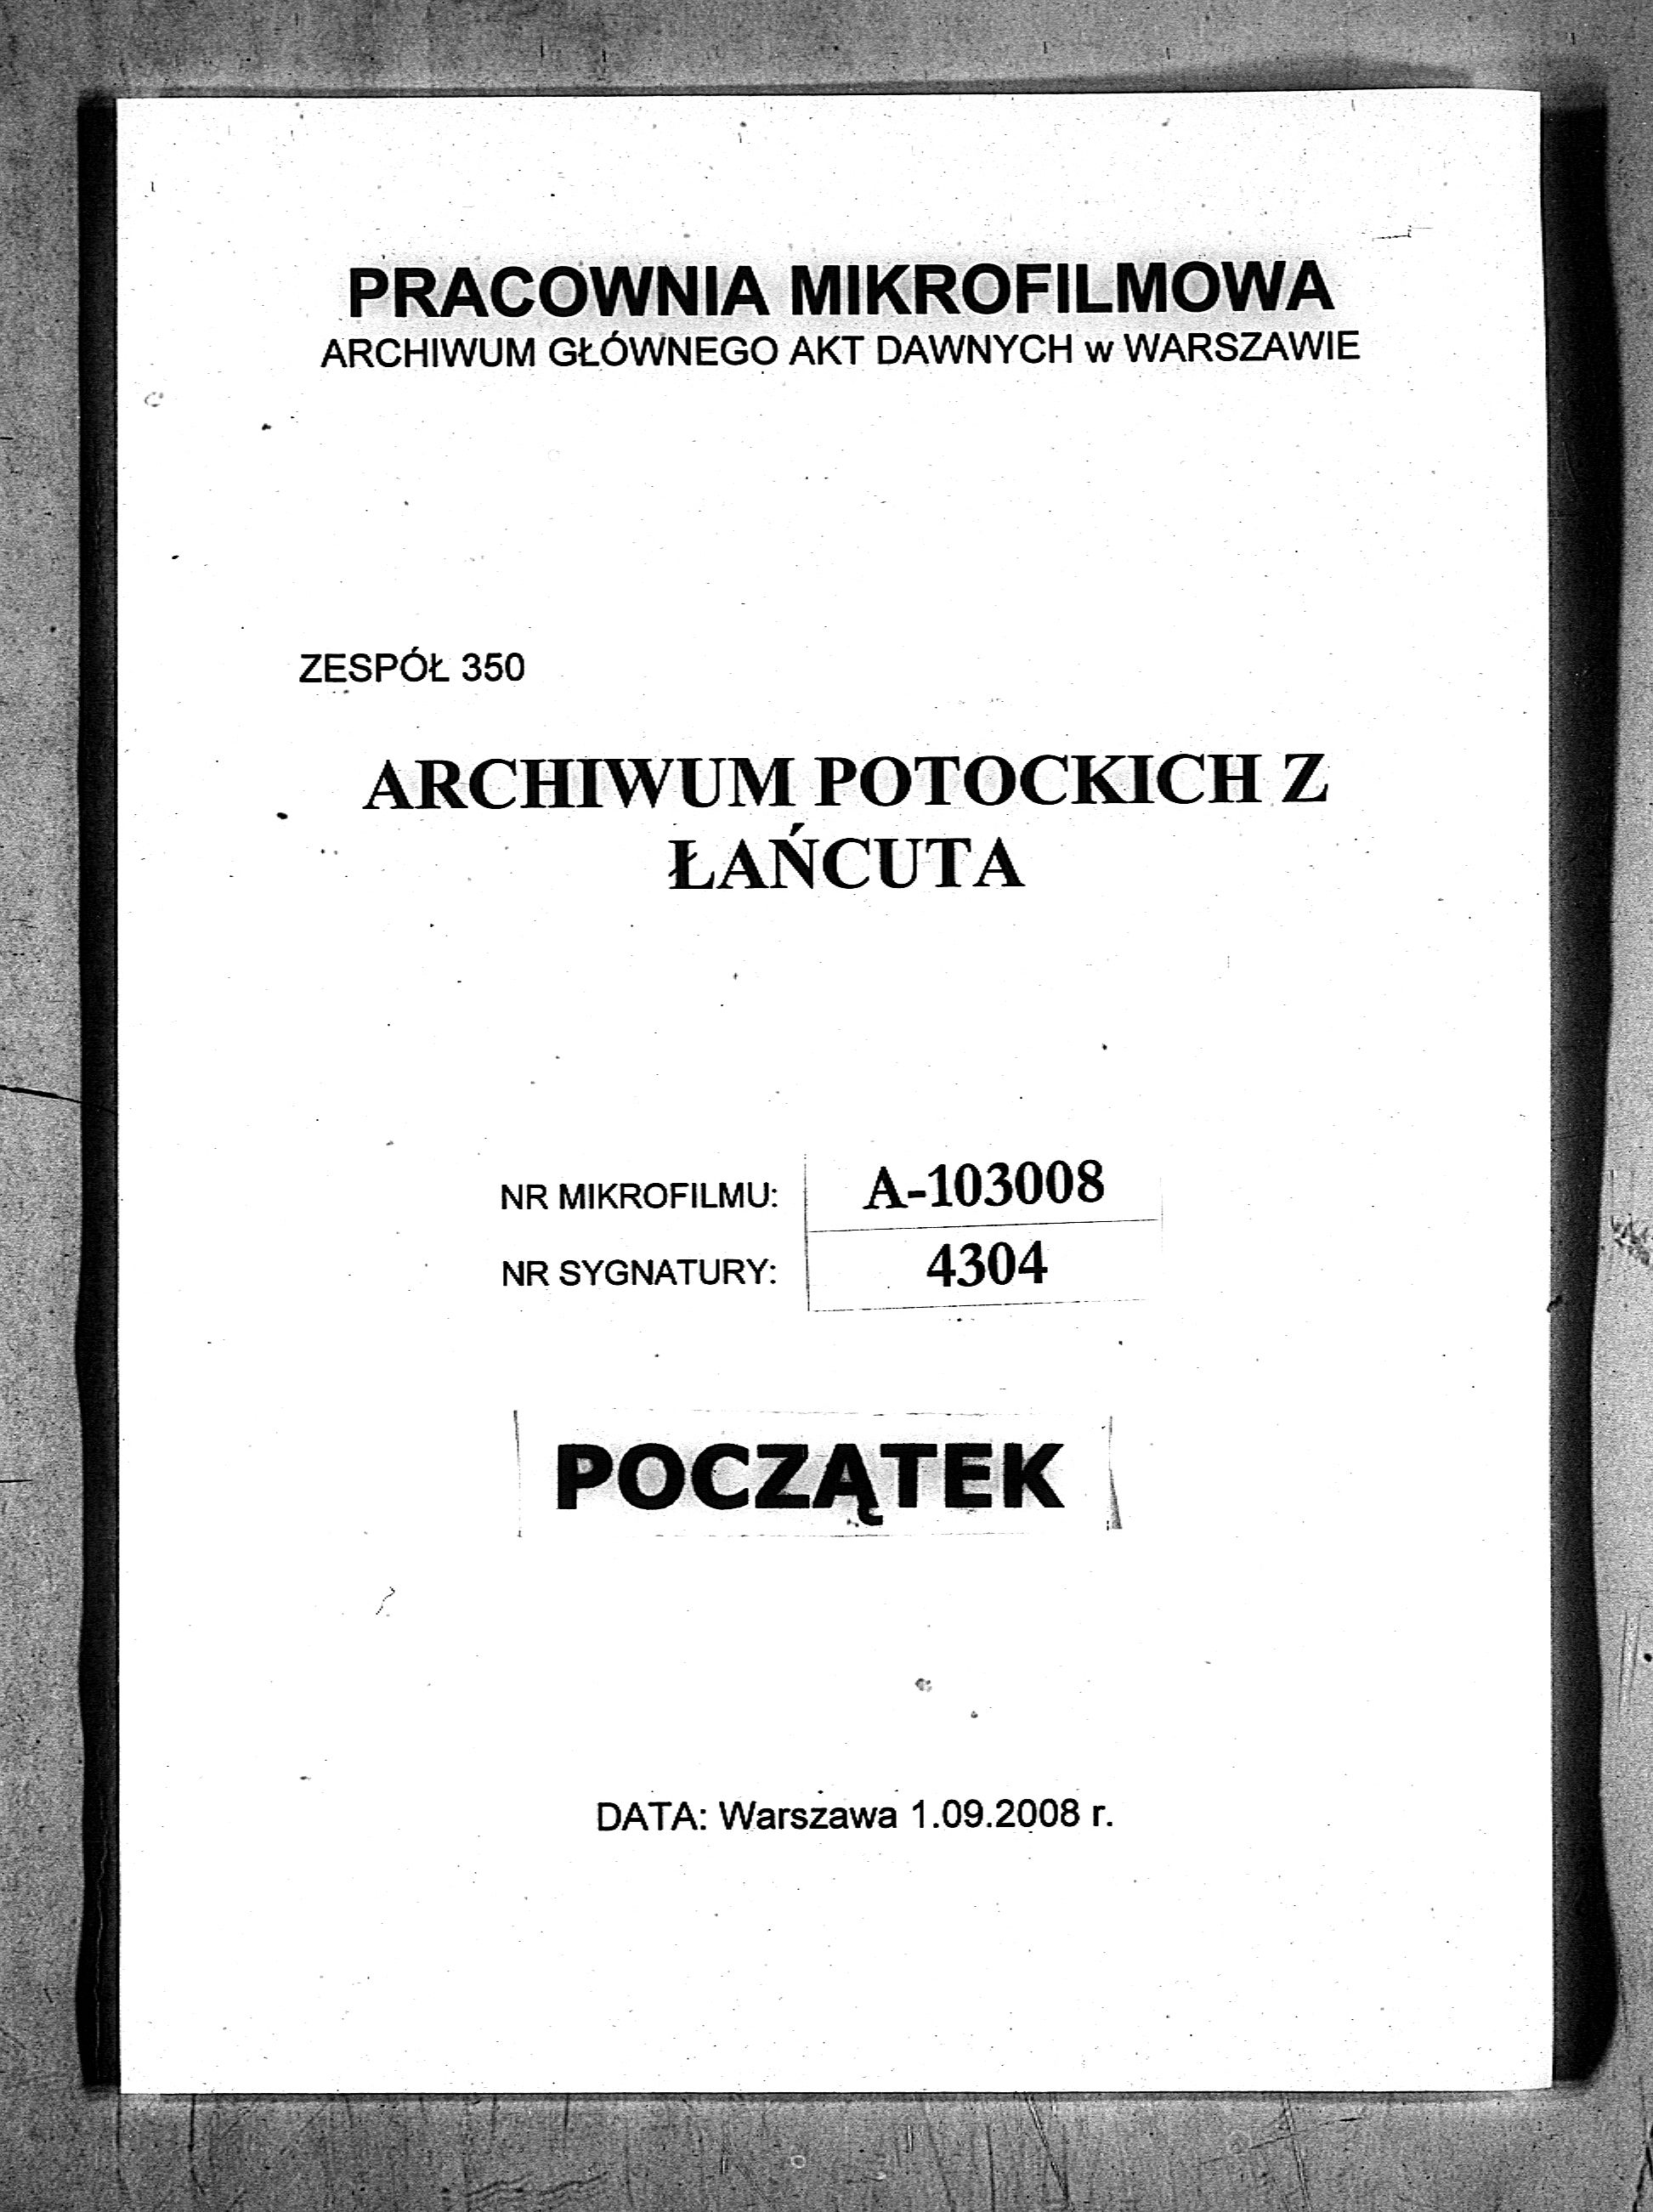 PRACOWNIA MIKROFILMOWA
ARCHIWUM GŁÓWNEGO AKT DAWNYCH w WARSZAWIE
ZESPÓŁ 350
ARCHIWUM POTOCKICH Z
ŁAŃCUTA
NR MIKROFILMU: A-103008
NR SYGNATURY: 4304
POCZĄTEK
DATA: Warszawa 1.09.2008 r.